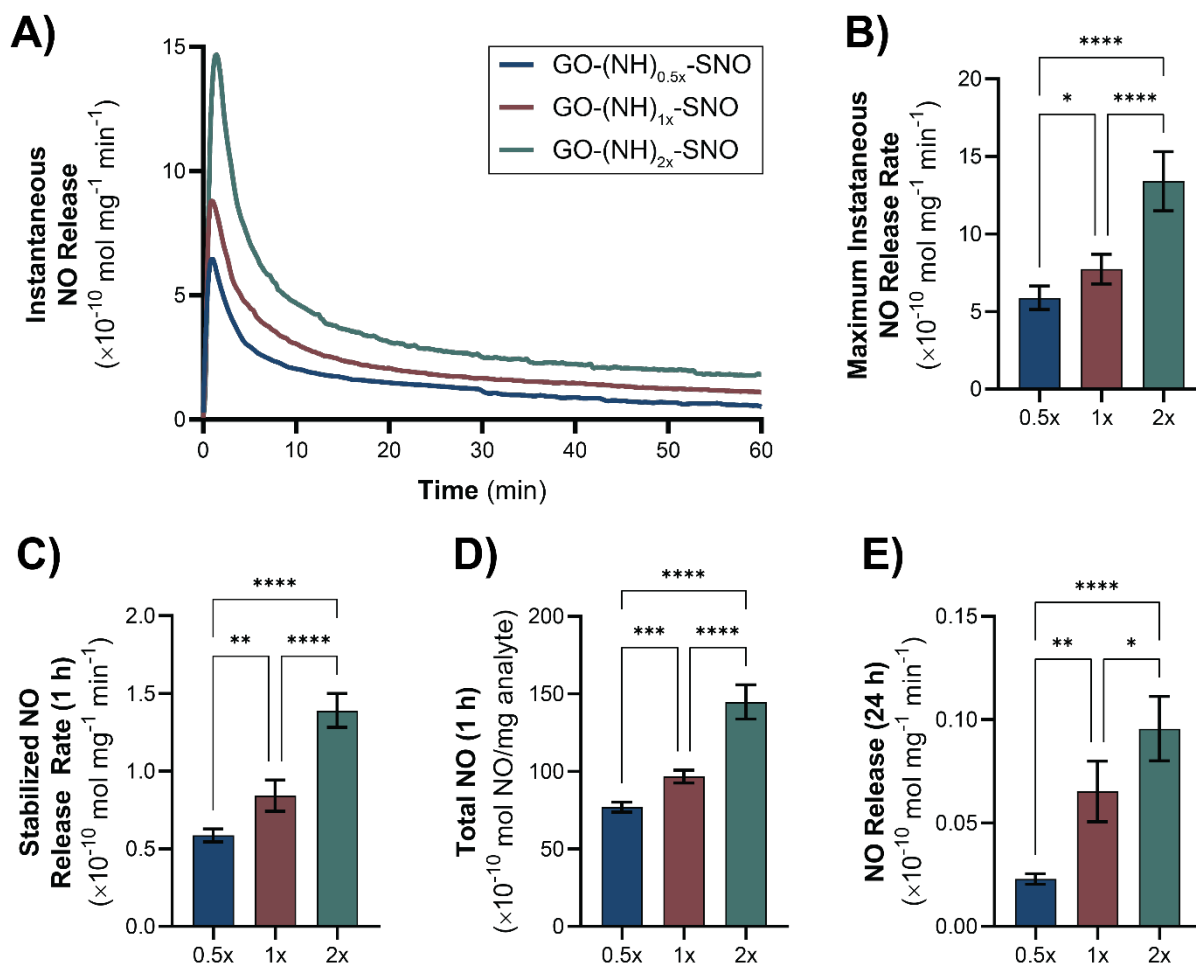 A)
Instantaneous
NO Release
(×10⁻¹⁰ mol mg⁻¹ min⁻¹)
15
10
5
0
0
10
20
30
40
50
60
Time (min)
GO-(NH)₀.₅ₓ-SNO
GO-(NH)₁ₓ-SNO
GO-(NH)₂ₓ-SNO
B)
Maximum Instataneous
NO Release Rate
(×10⁻¹⁰ mol mg⁻¹ min⁻¹)
20
15
10
5
0
****
*
****
0.5x
1x
2x
C)
Stabilized NO
Release Rate (1 h)
(×10⁻¹⁰ mol mg⁻¹ min⁻¹)
2.0
1.5
1.0
0.5
0.0
****
**
****
0.5x
1x
2x
D)
Total NO (1 h)
(×10⁻¹⁰ mol NO/mg analyte)
200
150
100
50
0
****
***
****
0.5x
1x
2x
E)
NO Release (24 h)
(×10⁻¹⁰ mol mg⁻¹ min⁻¹)
0.15
0.10
0.05
0.00
****
**
*
0.5x
1x
2x